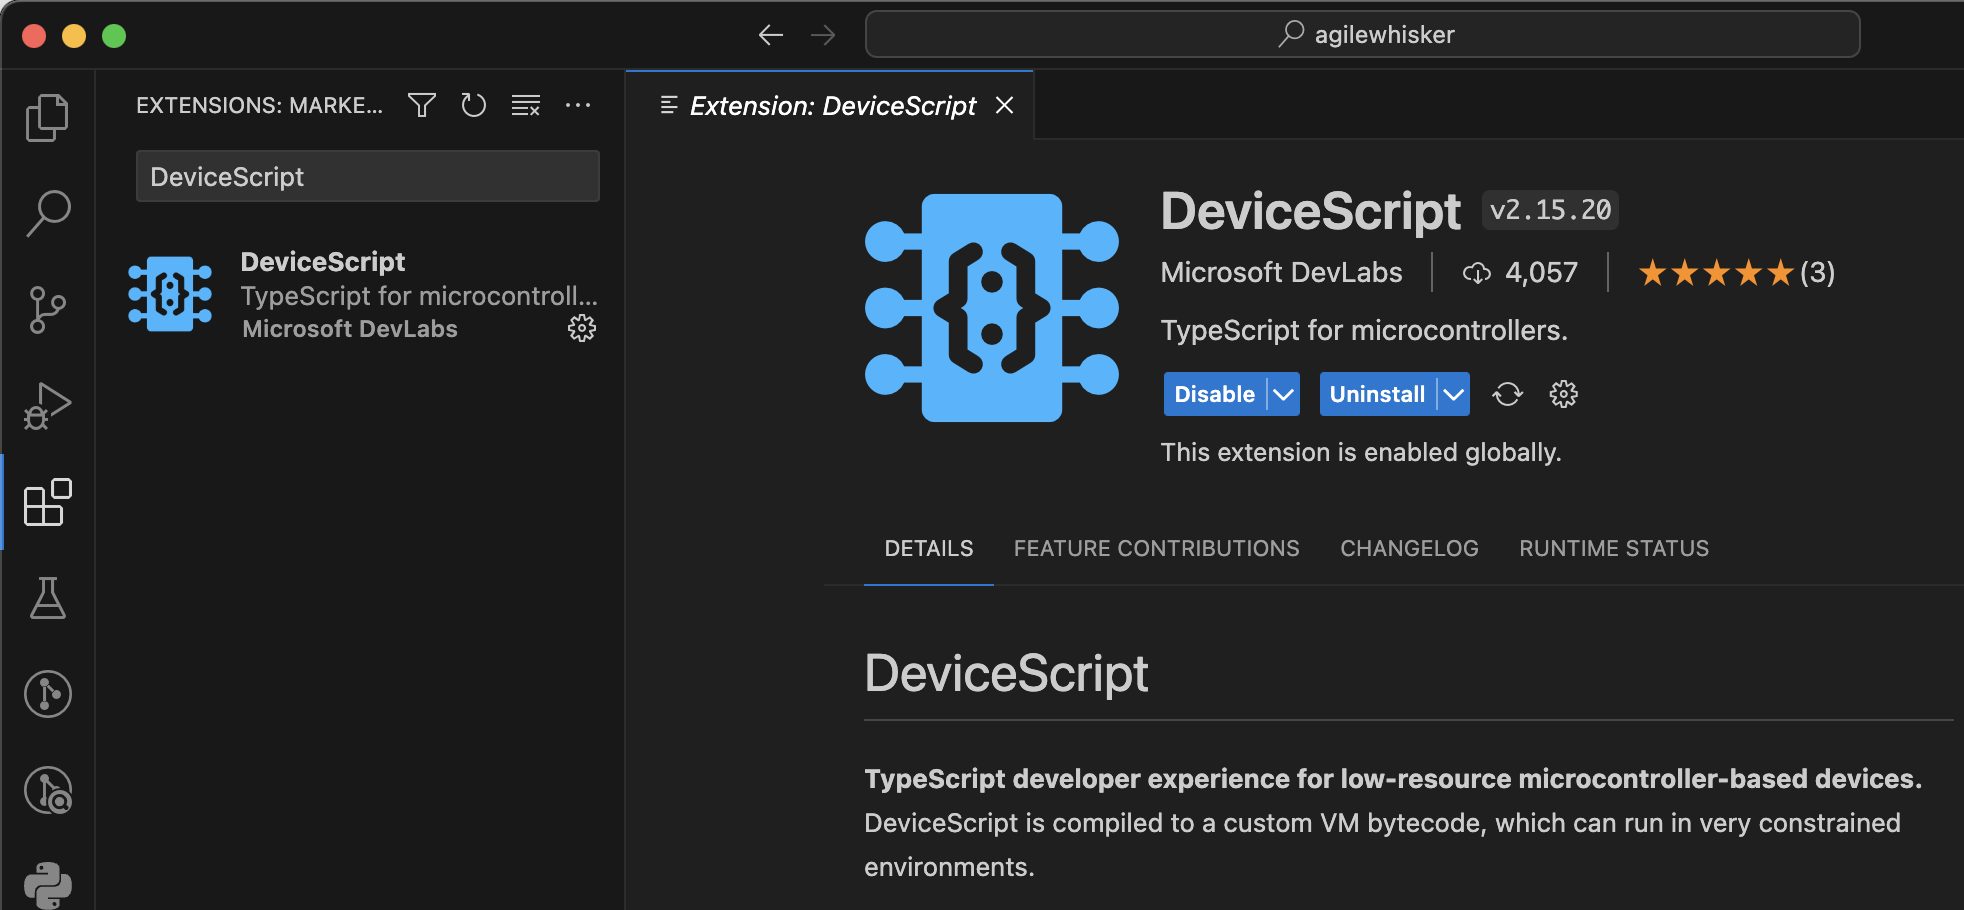 agilewhisker
EXTENSIONS: MARKE...
Extension: DeviceScript
DeviceScript
DeviceScript
TypeScript for microcontroll...
Microsoft DevLabs
DeviceScript v2.15.20
Microsoft DevLabs 4,057 (3)
TypeScript for microcontrollers.
Disable Uninstall
This extension is enabled globally.
DETAILS FEATURE CONTRIBUTIONS CHANGELOG RUNTIME STATUS
DeviceScript
TypeScript developer experience for low-resource microcontroller-based devices.
DeviceScript is compiled to a custom VM bytecode, which can run in very constrained
environments.